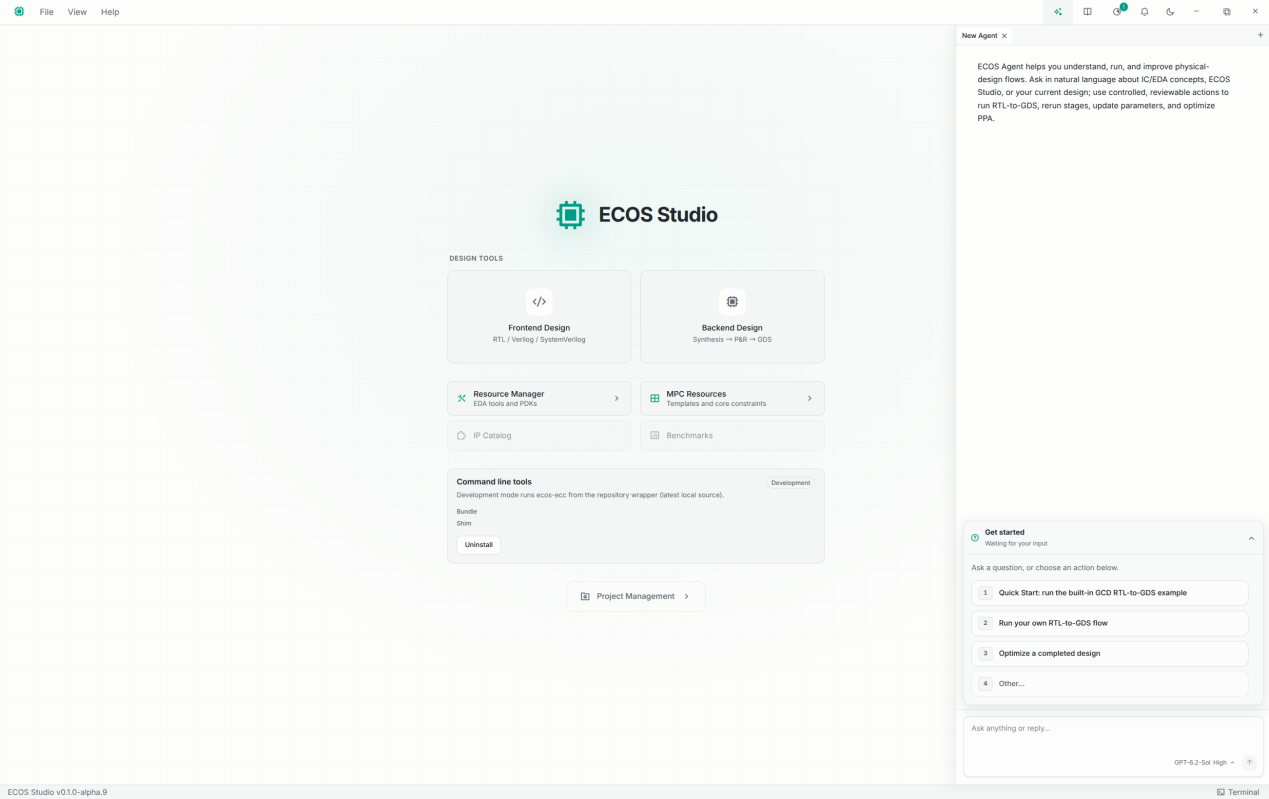 File View Help
ECOS Studio
DESIGN TOOLS
Frontend Design
RTL / Verilog / SystemVerilog
Backend Design
Synthesis → P&R → GDS
Resource Manager
EDA tools and PDKs
MPC Resources
Templates and core constraints
IP Catalog
Benchmarks
Command line tools
Development
Development mode runs ecos-ecc from the repository wrapper (latest local source).
Bundle
Shim
Uninstall
Project Management
New Agent
ECOS Agent helps you understand, run, and improve physical-
design flows. Ask in natural language about IC/EDA concepts, ECOS
Studio, or your current design; use controlled, reviewable actions to
run RTL-to-GDS, rerun stages, update parameters, and optimize
PPA.
Get started
Waiting for your input
Ask a question, or choose an action below.
1 Quick Start: run the built-in GCD RTL-to-GDS example
2 Run your own RTL-to-GDS flow
3 Optimize a completed design
4 Other...
Ask anything or reply...
GPT-5.2-Sol High
ECOS Studio v0.1.0-alpha.9
Terminal